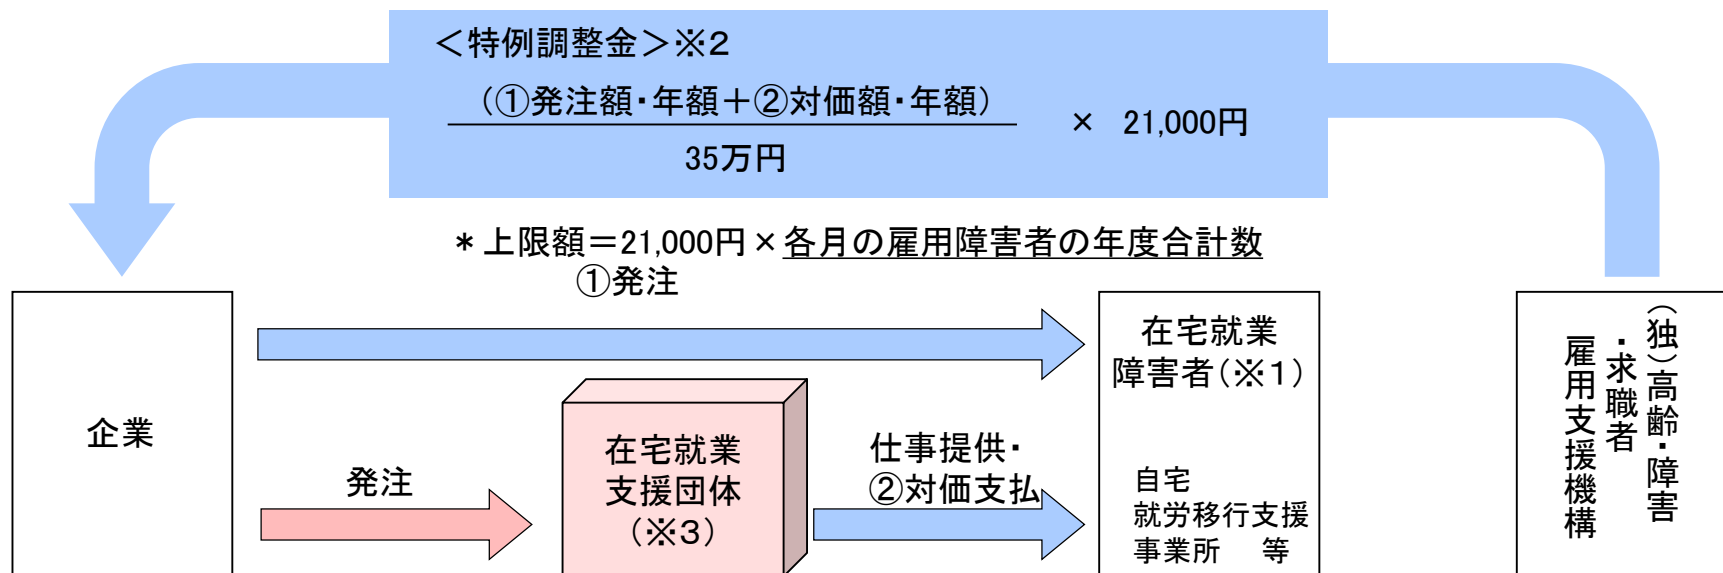 ＜特例調整金＞※２
（①発注額・年額＋②対価額・年額）
35万円
× 21,000円
＊上限額＝21,000円×各月の雇用障害者の年度合計数
①発注
企業
発注
在宅就業
支援団体
（※３）
仕事提供・
②対価支払
在宅就業
障害者（※１）
自宅
就労移行支援
事業所　等
（独）高齢・障害
・求職者
雇用支援機構